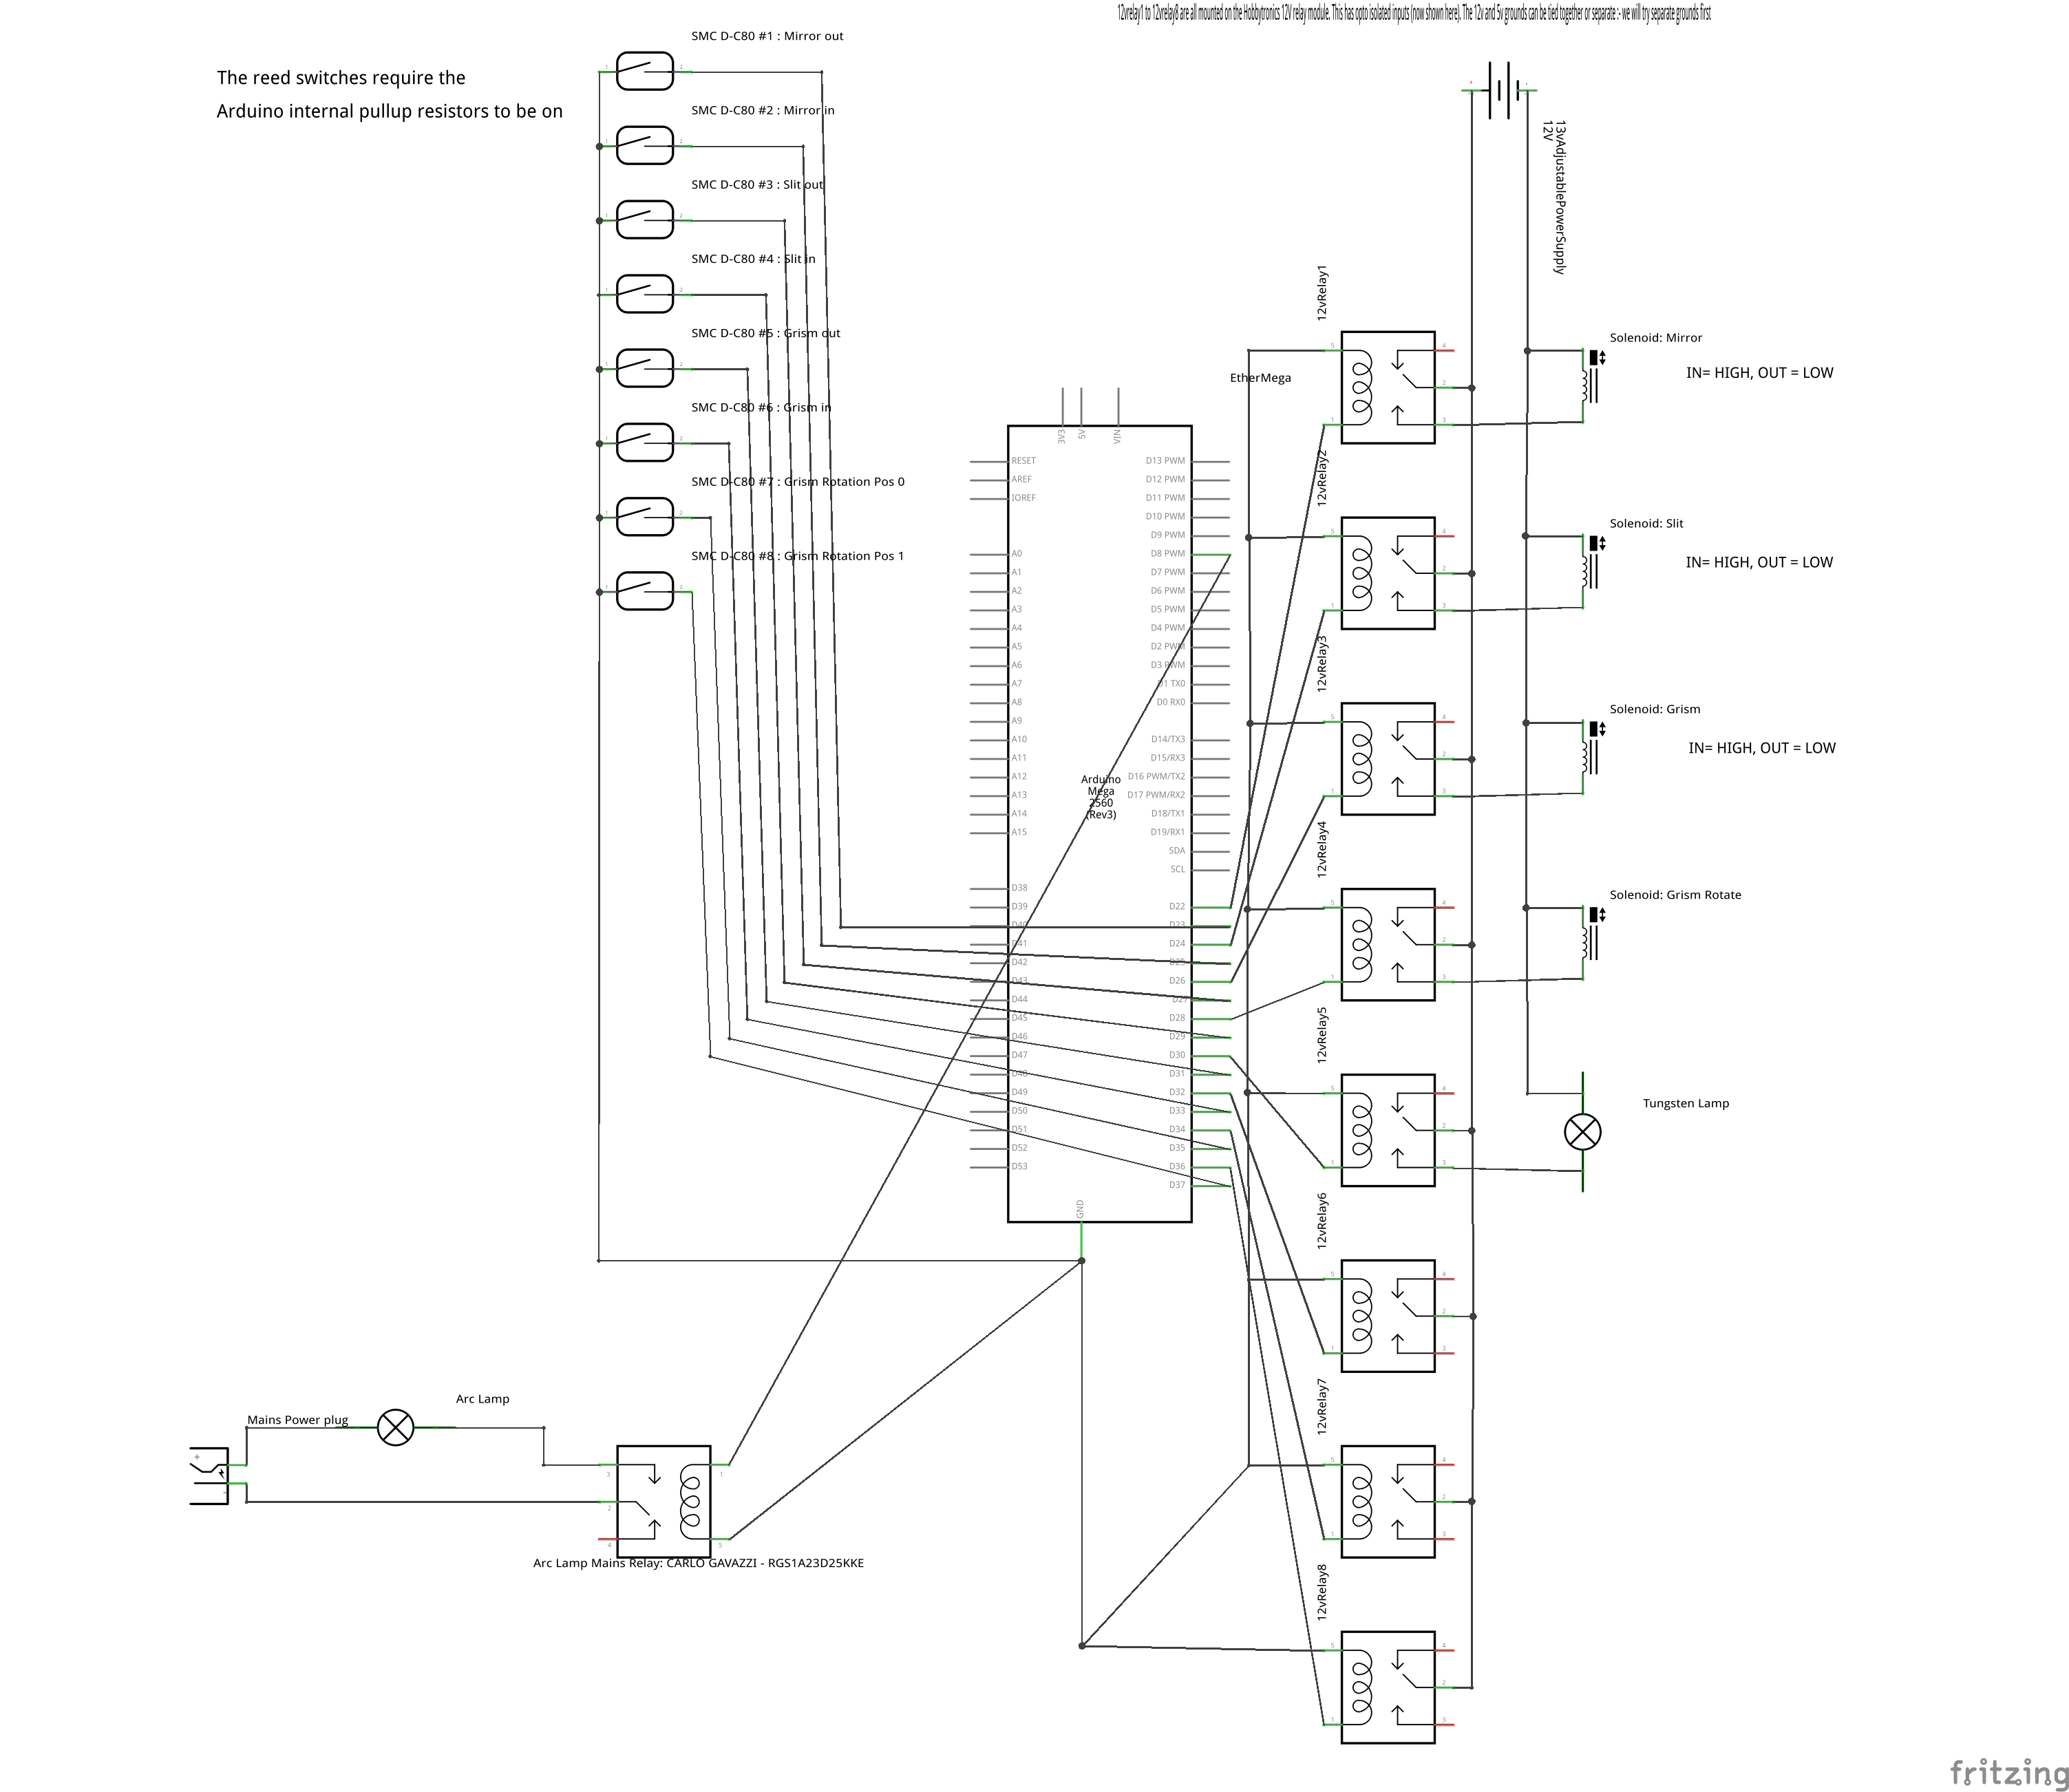 12vrelay1 to 12vrelay8 are all mounted on the Hobbytronics 12V relay module. This has opto isolated inputs (now shown here). The 12v and 5v grounds can be tied together or separate :- we will try separate grounds first
The reed switches require the
Arduino internal pullup resistors to be on
SMC D-C80 #1 : Mirror out
SMC D-C80 #2 : Mirror in
SMC D-C80 #3 : Slit out
SMC D-C80 #4 : Slit in
SMC D-C80 #5 : Grism out
SMC D-C80 #6 : Grism in
SMC D-C80 #7 : Grism Rotation Pos 0
SMC D-C80 #8 : Grism Rotation Pos 1
13vAdjustablePowerSupply
12V
EtherMega
3V3
5V
VIN
RESET
AREF
IOREF
A0
A1
A2
A3
A4
A5
A6
A7
A8
A9
A10
A11
A12
A13
A14
A15
D38
D39
D40
D41
D42
D43
D44
D45
D46
D47
D48
D49
D50
D51
D52
D53
Arduino
Mega
2560
(Rev3)
D13 PWM
D12 PWM
D11 PWM
D10 PWM
D9 PWM
D8 PWM
D7 PWM
D6 PWM
D5 PWM
D4 PWM
D2 PWM
D3 PWM
D1 TX0
D0 RX0
D14/TX3
D15/RX3
D16 PWM/TX2
D17 PWM/RX2
D18/TX1
D19/RX1
SDA
SCL
D22
D23
D24
D25
D26
D27
D28
D29
D30
D31
D32
D33
D34
D35
D36
D37
GND
12vRelay1
12vRelay2
12vRelay3
12vRelay4
12vRelay5
12vRelay6
12vRelay7
12vRelay8
Solenoid: Mirror
IN= HIGH, OUT = LOW
Solenoid: Slit
IN= HIGH, OUT = LOW
Solenoid: Grism
IN= HIGH, OUT = LOW
Solenoid: Grism Rotate
Tungsten Lamp
Arc Lamp
Mains Power plug
Arc Lamp Mains Relay: CARLO GAVAZZI - RGS1A23D25KKE
fritzing